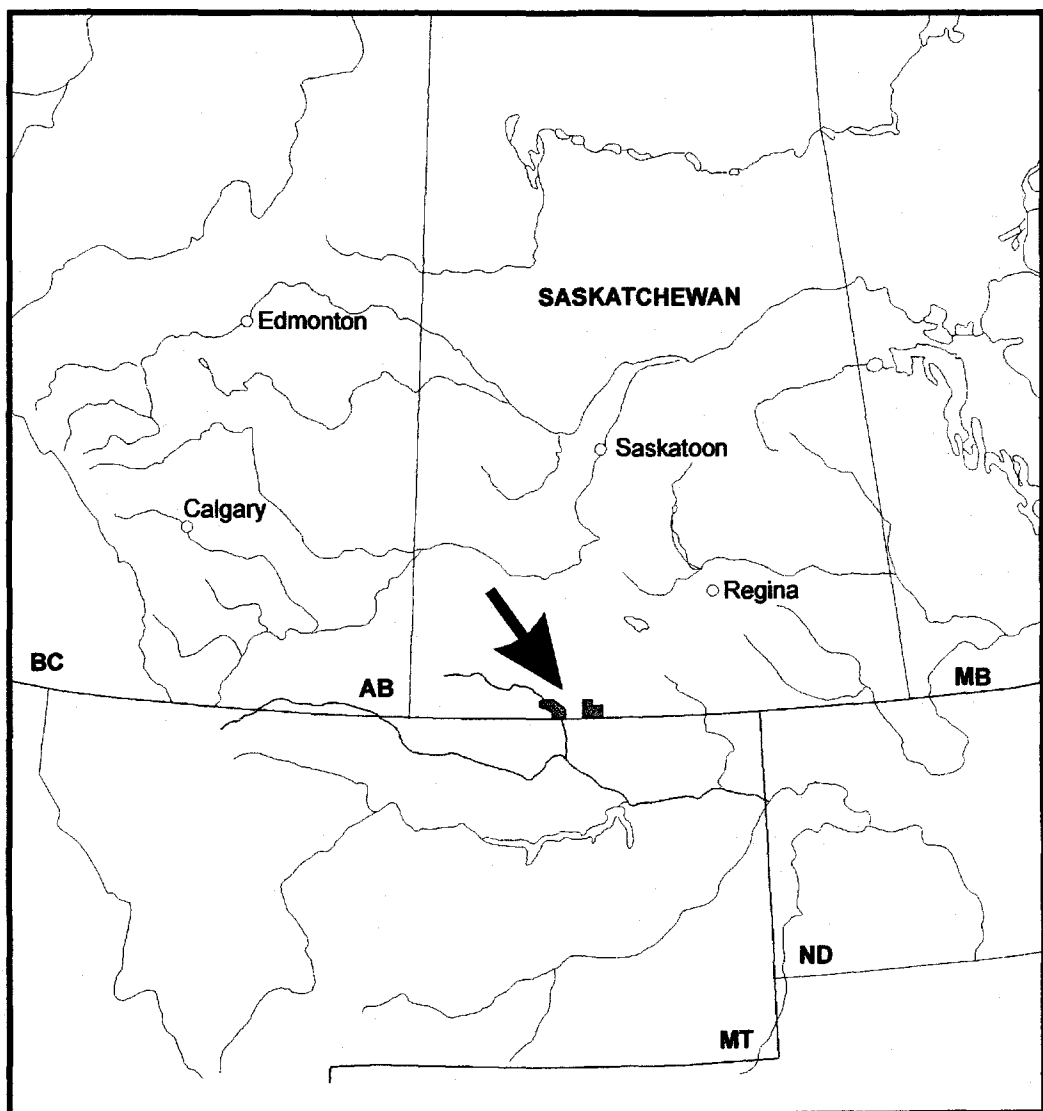 SASKATCHEWAN
Edmonton
Saskatoon
Calgary
Regina
BC
AB
MB
ND
MT